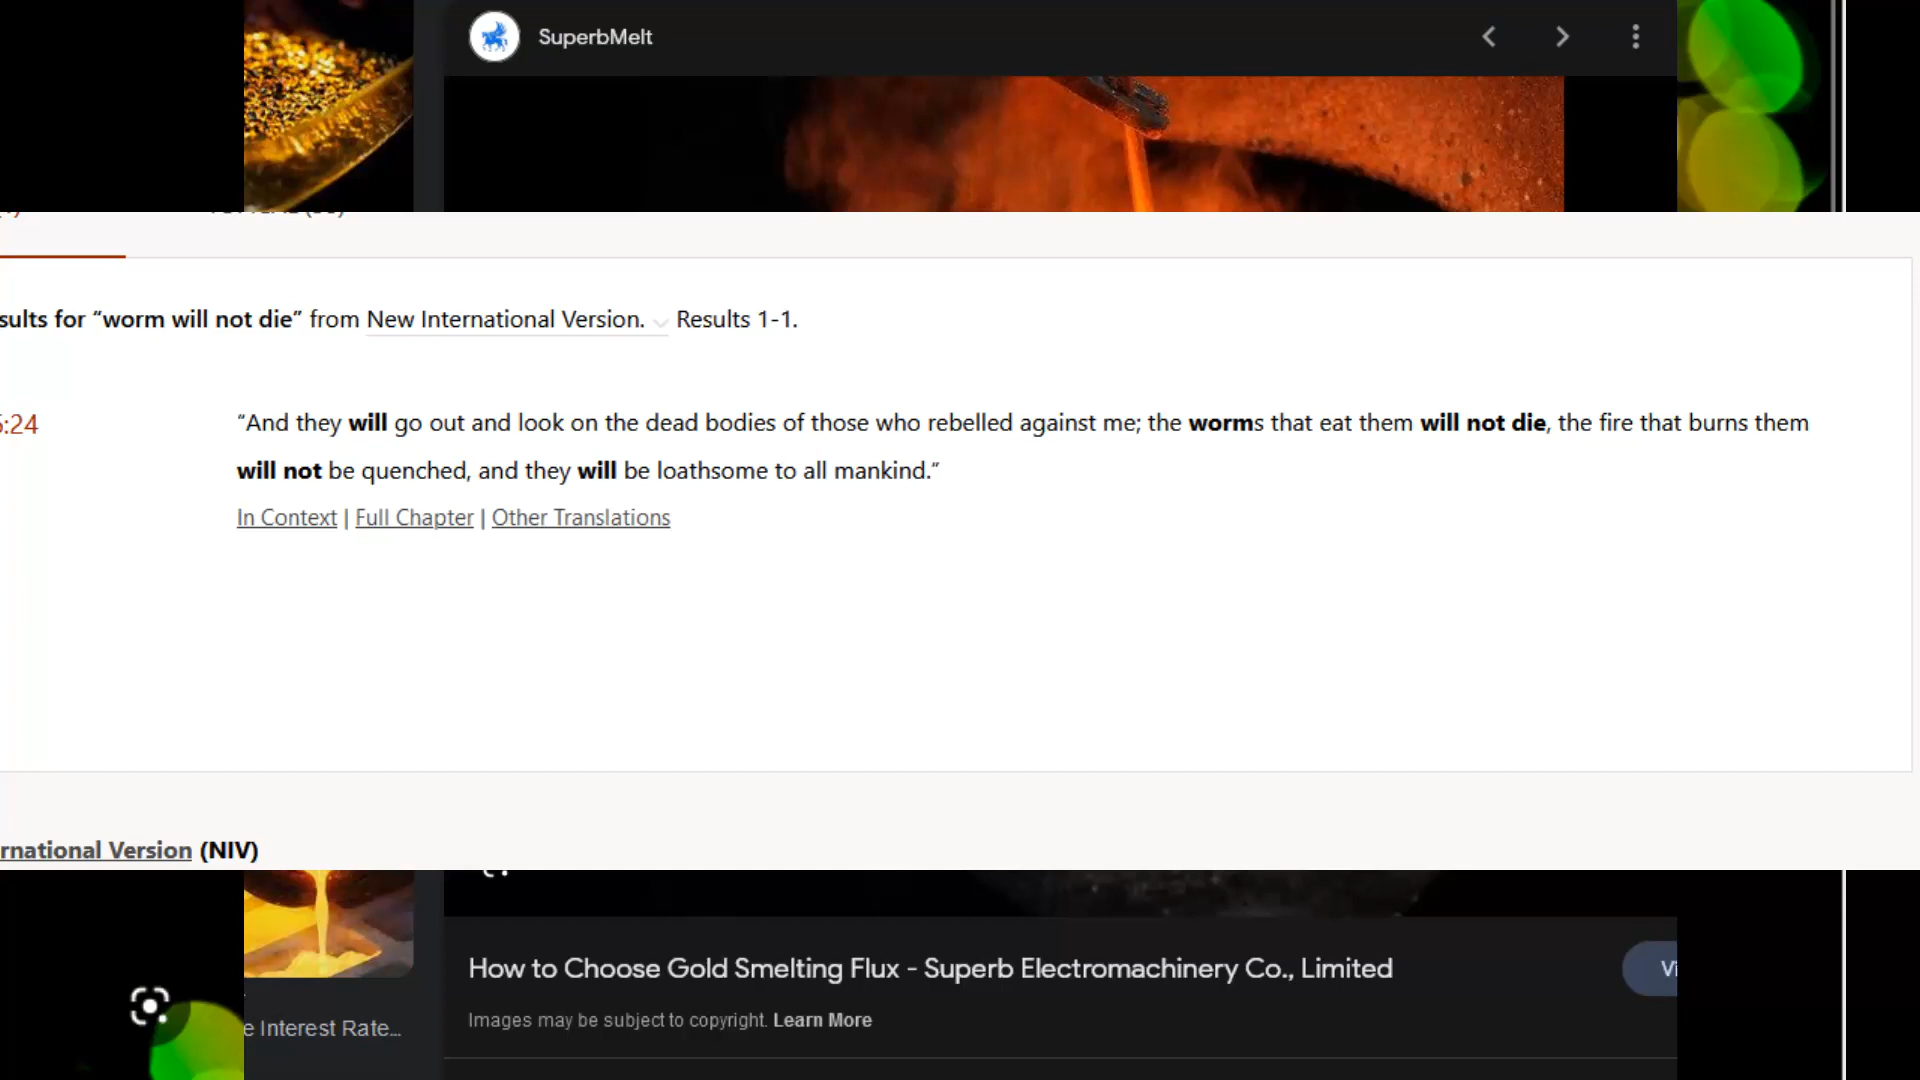 SuperbMelt
sults for “worm will not die” from New International Version. Results 1-1.
:24
“And they will go out and look on the dead bodies of those who rebelled against me; the worms that eat them will not die, the fire that burns them
will not be quenched, and they will be loathsome to all mankind.”
In Context | Full Chapter | Other Translations
rnational Version (NIV)
How to Choose Gold Smelting Flux - Superb Electromachinery Co., Limited
Vi
Images may be subject to copyright. Learn More
e Interest Rate...